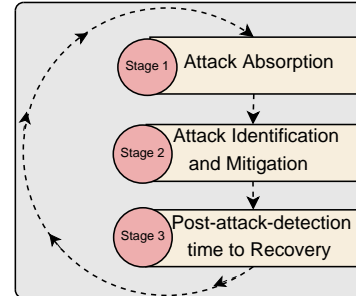 Stage 1
Attack Absorption
Stage 2
Attack Identification
and Mitigation
Stage 3
Post-attack-detection
time to Recovery